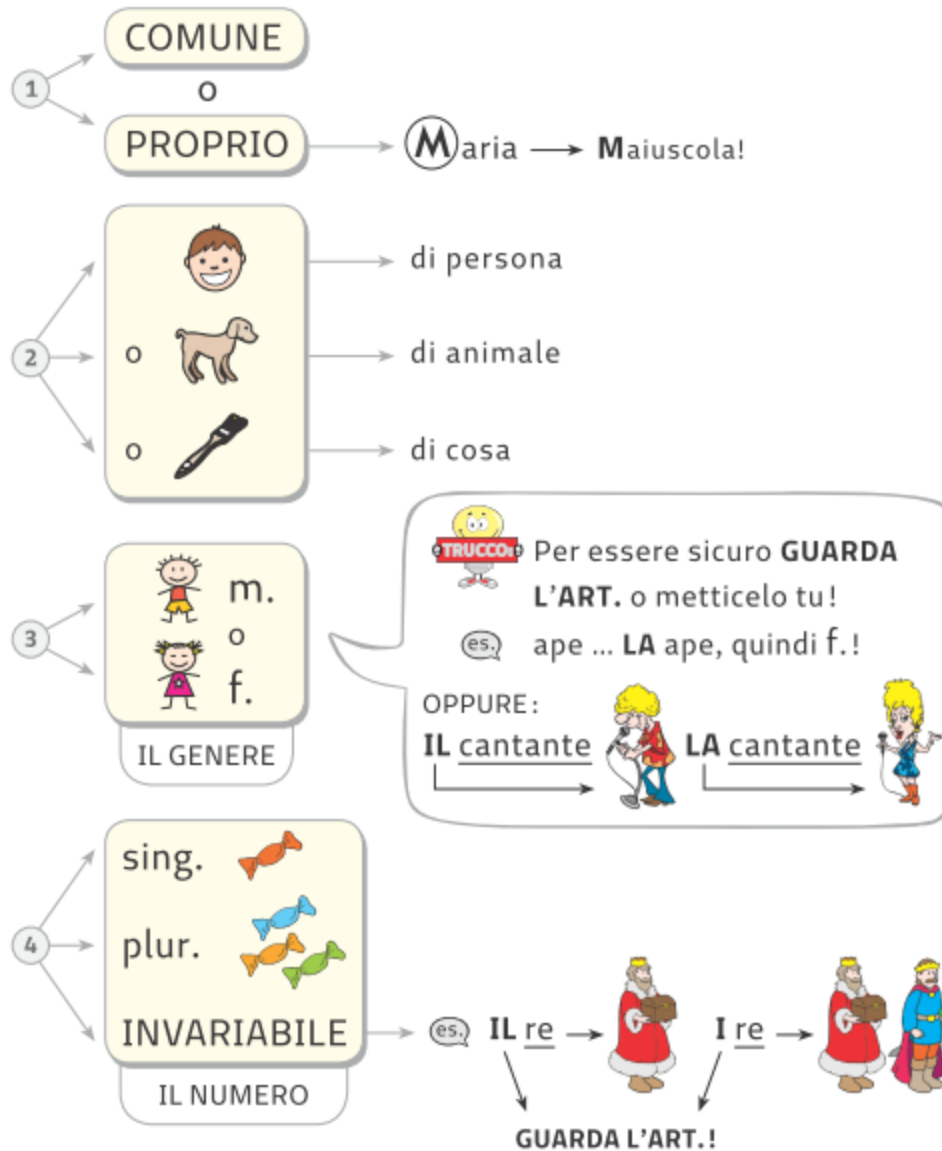 1
COMUNE
o
PROPRIO
Maria → Maiuscola!
2
di persona
o
di animale
o
di cosa
3
m.
o
f.
IL GENERE
TRUCCO: Per essere sicuro GUARDA
L'ART. o metticelo tu!
es. ape ... LA ape, quindi f.!
OPPURE:
IL cantante LA cantante
4
sing.
plur.
INVARIABILE
IL NUMERO
es. IL re → I re →
GUARDA L'ART.!